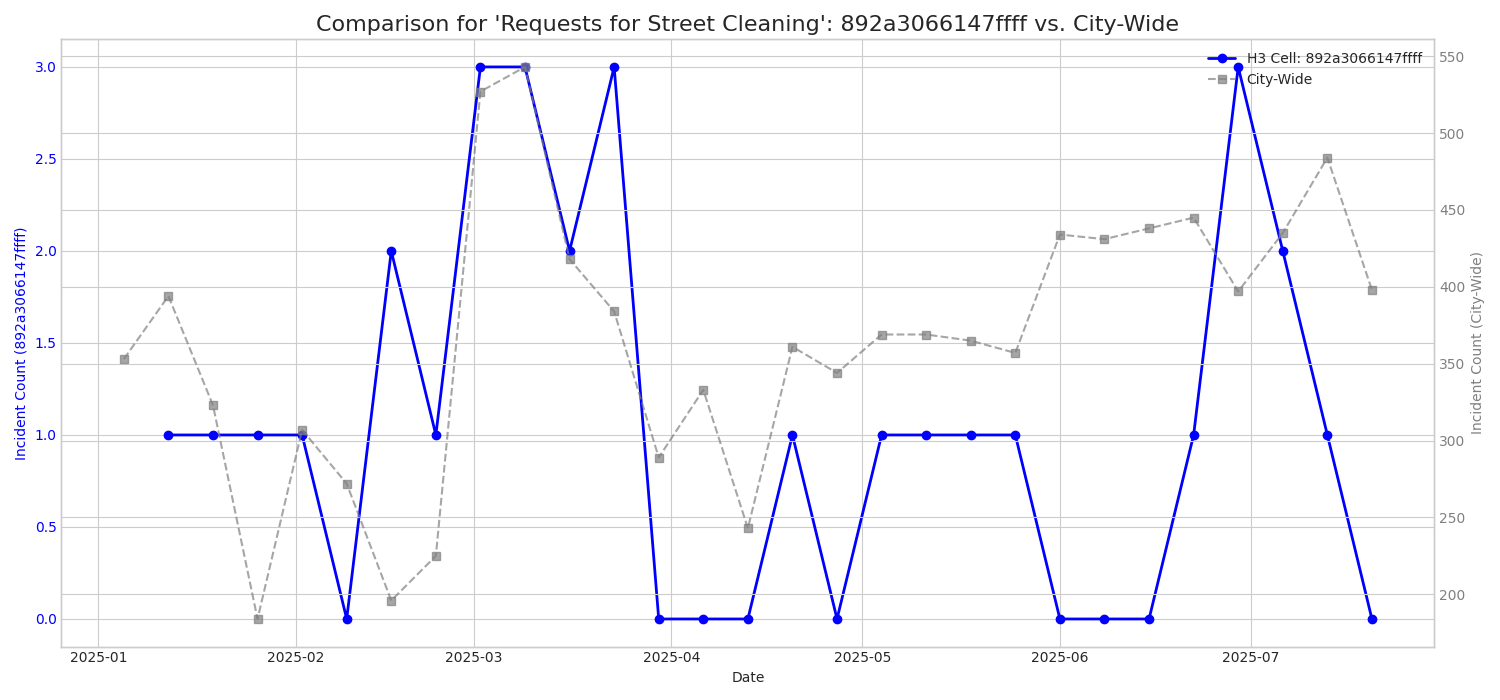 Comparison for 'Requests for Street Cleaning': 892a3066147ffff vs. City-Wide
H3 Cell: 892a3066147ffff
City-Wide
Incident Count (892a3066147ffff)
3.0
2.5
2.0
1.5
1.0
0.5
0.0
550
500
450
400
350
300
250
200
Incident Count (City-Wide)
2025-01 2025-02 2025-03 2025-04 2025-05 2025-06 2025-07
Date